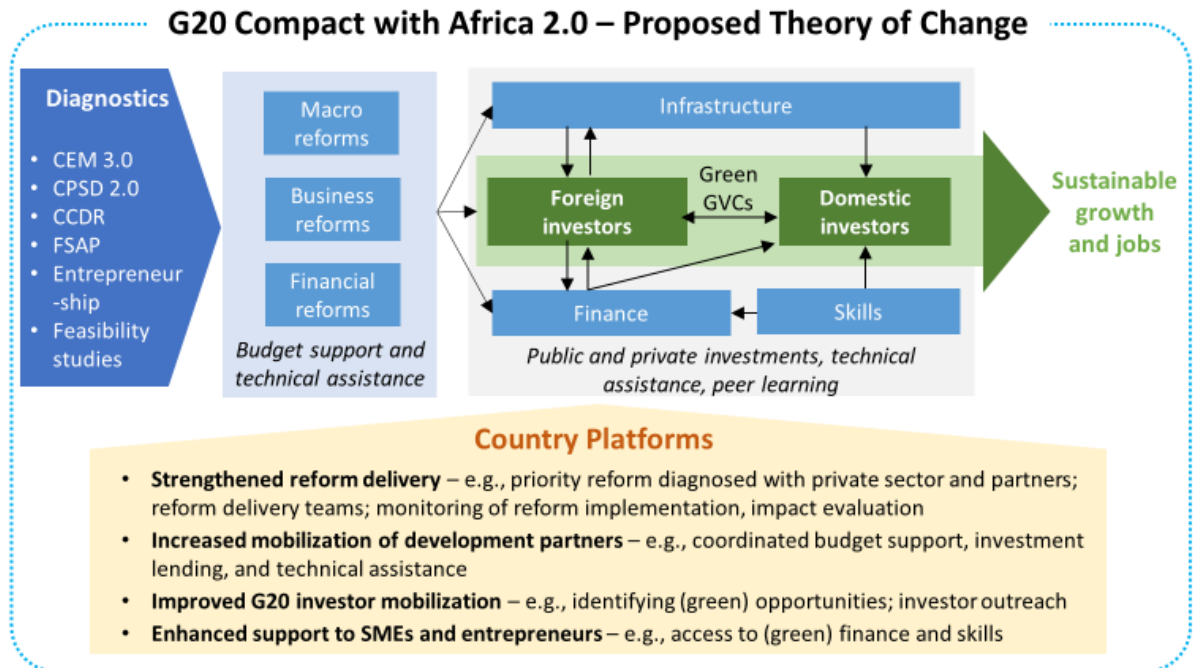 G20 Compact with Africa 2.0 – Proposed Theory of Change
Diagnostics
• CEM 3.0
• CPSD 2.0
• CCDR
• FSAP
• Entrepreneur
-ship
• Feasibility
studies
Macro
reforms
Business
reforms
Financial
reforms
Budget support and
technical assistance
Infrastructure
Foreign
investors
Green
GVCs
Domestic
investors
Finance
Skills
Public and private investments, technical
assistance, peer learning
Sustainable
growth
and jobs
Country Platforms
• Strengthened reform delivery – e.g., priority reform diagnosed with private sector and partners;
reform delivery teams; monitoring of reform implementation, impact evaluation
• Increased mobilization of development partners – e.g., coordinated budget support, investment
lending, and technical assistance
• Improved G20 investor mobilization – e.g., identifying (green) opportunities; investor outreach
• Enhanced support to SMEs and entrepreneurs – e.g., access to (green) finance and skills